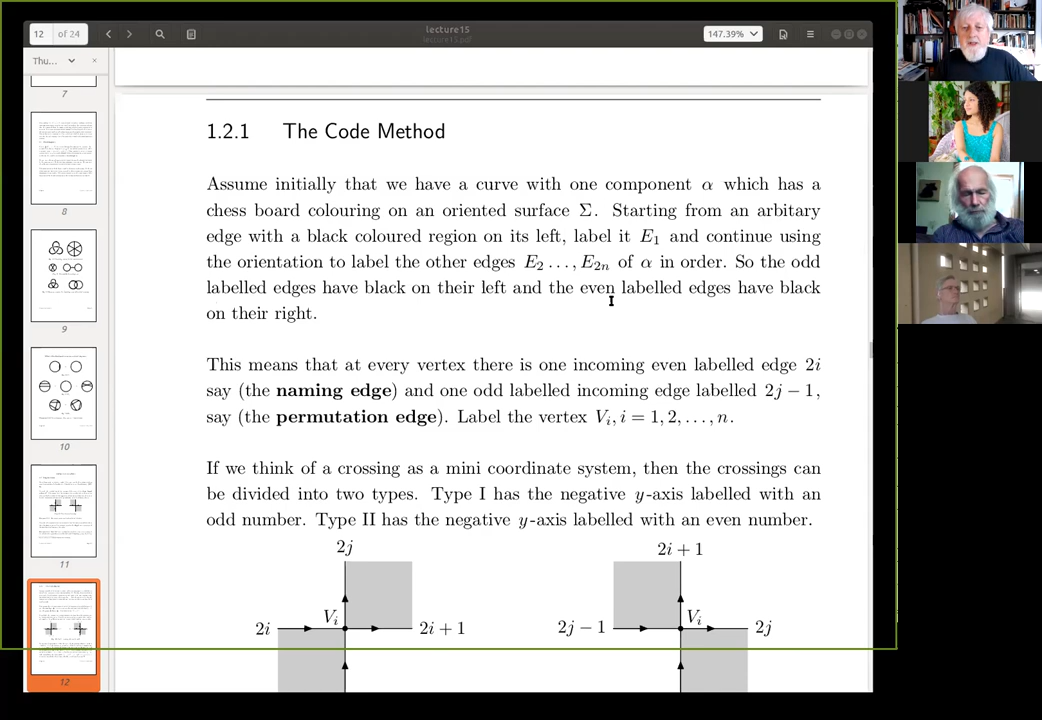 12 of 24
lecture15
lecture15.pdf
147.39%
Thu...
7
8
9
10
11
12
1.2.1 The Code Method
Assume initially that we have a curve with one component α which has a
chess board colouring on an oriented surface Σ. Starting from an arbitary
edge with a black coloured region on its left, label it E₁ and continue using
the orientation to label the other edges E₂ . . . , E₂ₙ of α in order. So the odd
labelled edges have black on their left and the even labelled edges have black
on their right.
This means that at every vertex there is one incoming even labelled edge 2i
say (the naming edge) and one odd labelled incoming edge labelled 2j − 1,
say (the permutation edge). Label the vertex Vᵢ, i = 1, 2, . . . , n.
If we think of a crossing as a mini coordinate system, then the crossings can
be divided into two types. Type I has the negative y-axis labelled with an
odd number. Type II has the negative y-axis labelled with an even number.
2j
2i + 1
Vᵢ
Vᵢ
2i
2i + 1
2j − 1
2j